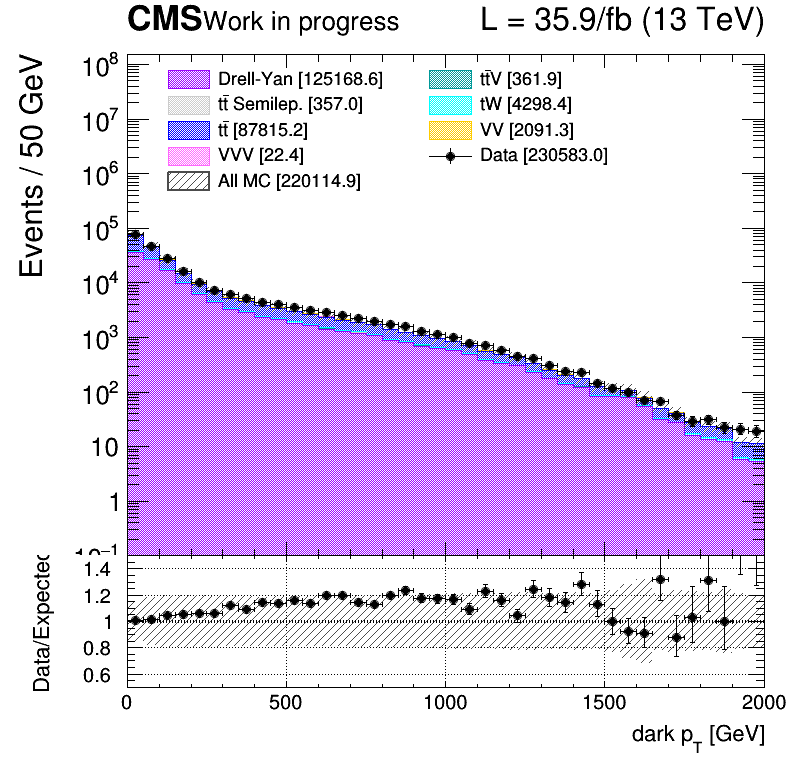 CMS Work in progress L = 35.9/fb (13 TeV)
Events / 50 GeV
10⁸
10⁷
10⁶
10⁵
10⁴
10³
10²
10
1
10⁻¹
Drell-Yan [125168.6]
tt̄ Semilep. [357.0]
tt̄ [87815.2]
VVV [22.4]
All MC [220114.9]
tt̄V [361.9]
tW [4298.4]
VV [2091.3]
Data [230583.0]
Data/Expected
1.4
1.2
1
0.8
0.6
0 500 1000 1500 2000
dark p_T [GeV]